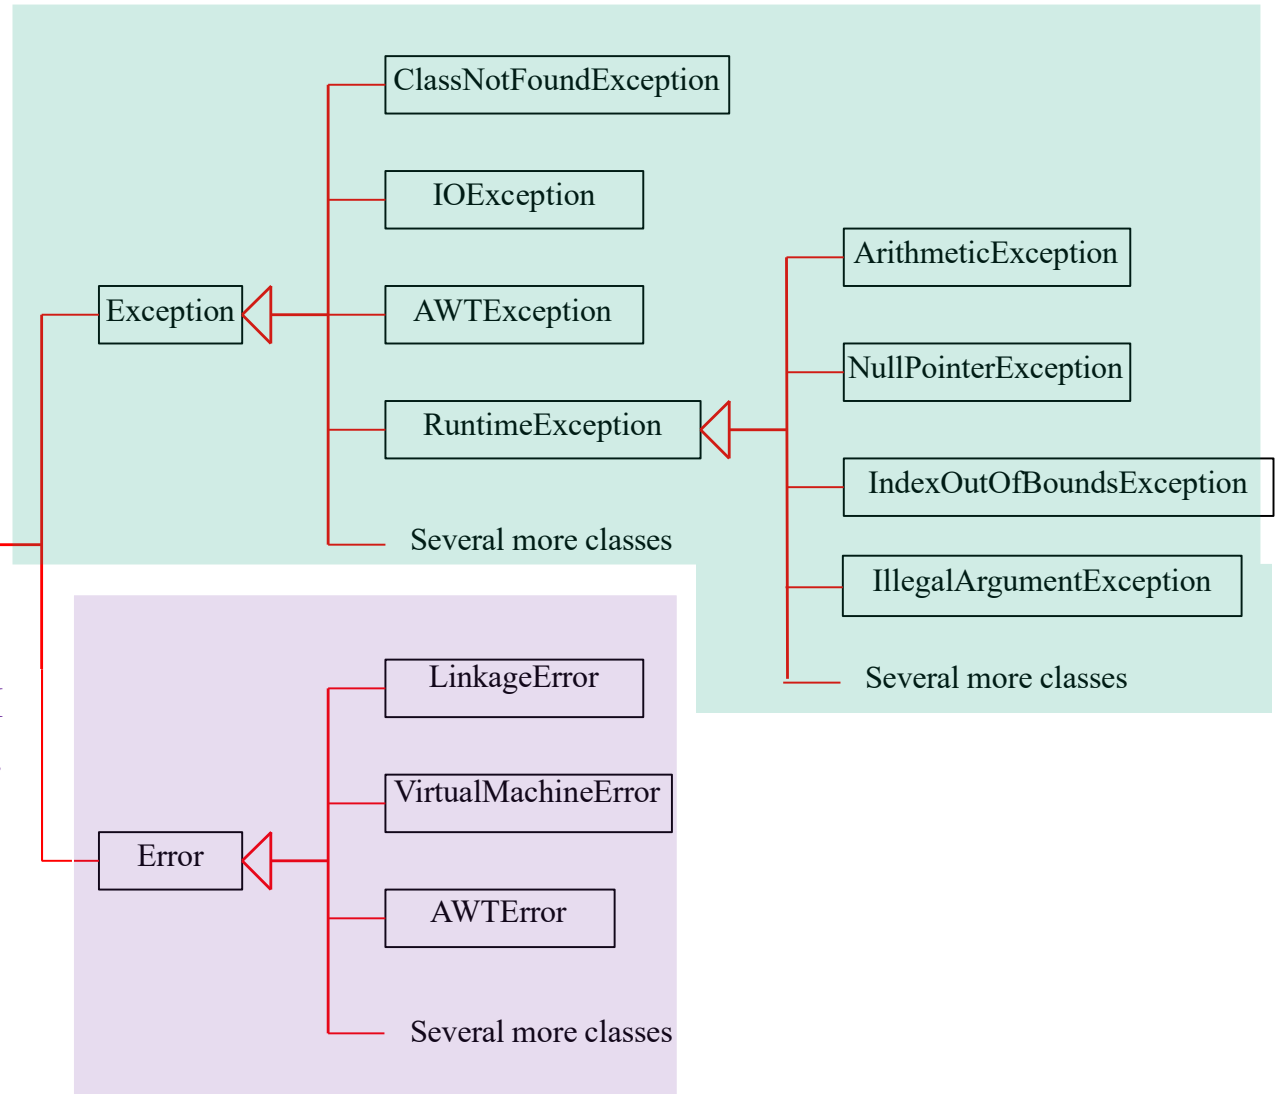 ClassNotFoundException
IOException
ArithmeticException
Exception
AWTException
NullPointerException
RuntimeException
IndexOutOfBoundsException
Several more classes
IllegalArgumentException
LinkageError
Several more classes
VirtualMachineError
Error
AWTError
Several more classes